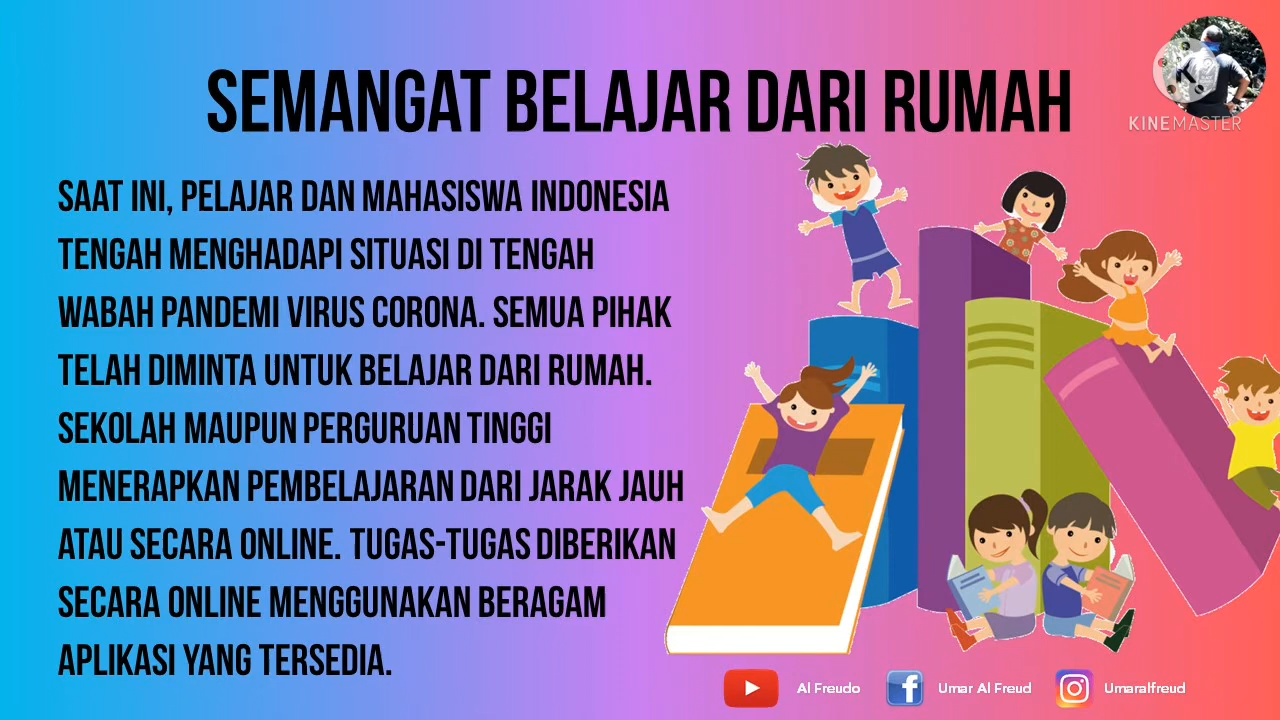 SEMANGAT BELAJAR DARI RUMAH
KINEMASTER
SAAT INI, PELAJAR DAN MAHASISWA INDONESIA
TENGAH MENGHADAPI SITUASI DI TENGAH
WABAH PANDEMI VIRUS CORONA. SEMUA PIHAK
TELAH DIMINTA UNTUK BELAJAR DARI RUMAH.
SEKOLAH MAUPUN PERGURUAN TINGGI
MENERAPKAN PEMBELAJARAN DARI JARAK JAUH
ATAU SECARA ONLINE. TUGAS-TUGAS DIBERIKAN
SECARA ONLINE MENGGUNAKAN BERAGAM
APLIKASI YANG TERSEDIA.
Al Freudo
Umar Al Freud
Umaralfreud